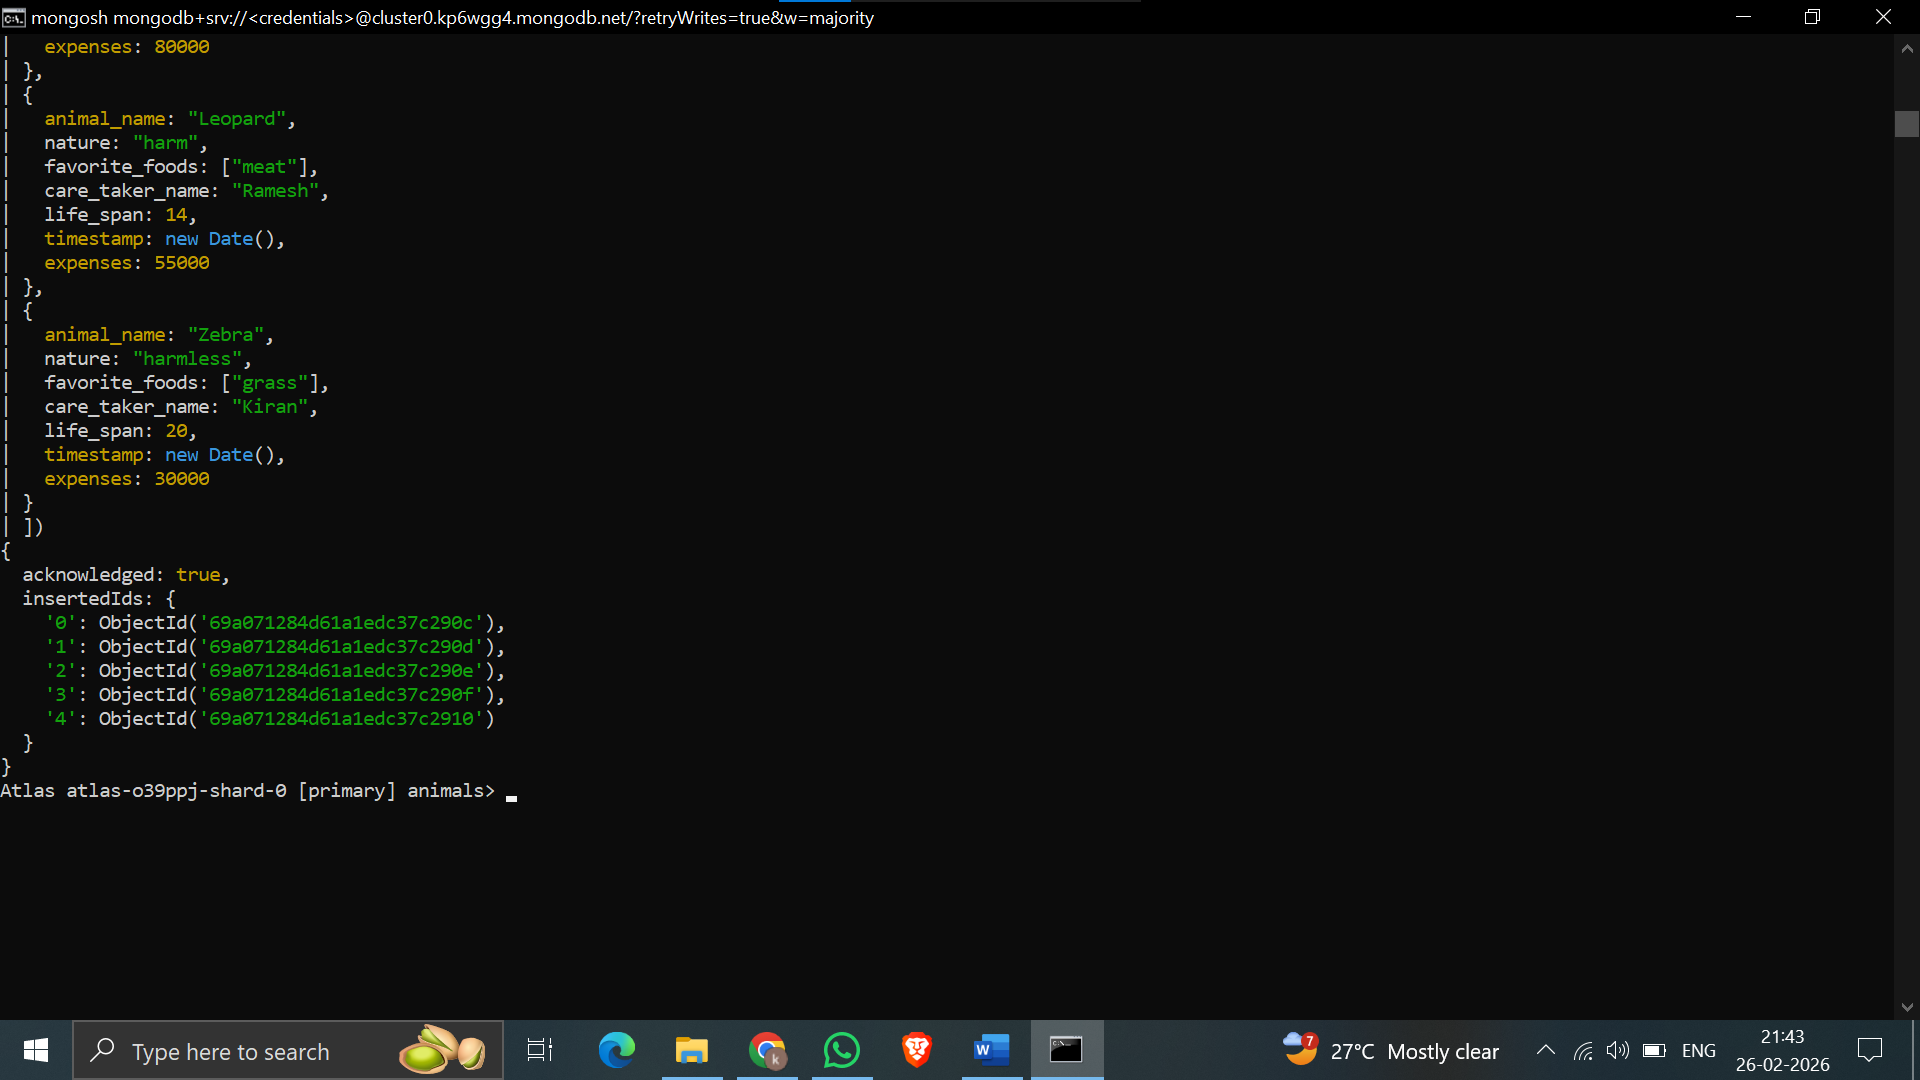 mongosh mongodb+srv://<credentials>@cluster0.kp6wgg4.mongodb.net/?retryWrites=true&w=majority
|   expenses: 80000
| },
| {
|   animal_name: "Leopard",
|   nature: "harm",
|   favorite_foods: ["meat"],
|   care_taker_name: "Ramesh",
|   life_span: 14,
|   timestamp: new Date(),
|   expenses: 55000
| },
| {
|   animal_name: "Zebra",
|   nature: "harmless",
|   favorite_foods: ["grass"],
|   care_taker_name: "Kiran",
|   life_span: 20,
|   timestamp: new Date(),
|   expenses: 30000
| }
| ])
{
  acknowledged: true,
  insertedIds: {
    '0': ObjectId('69a071284d61a1edc37c290c'),
    '1': ObjectId('69a071284d61a1edc37c290d'),
    '2': ObjectId('69a071284d61a1edc37c290e'),
    '3': ObjectId('69a071284d61a1edc37c290f'),
    '4': ObjectId('69a071284d61a1edc37c2910')
  }
}
Atlas atlas-o39ppj-shard-0 [primary] animals> _
Type here to search
k
W
7
27°C Mostly clear
ENG
21:43
26-02-2026